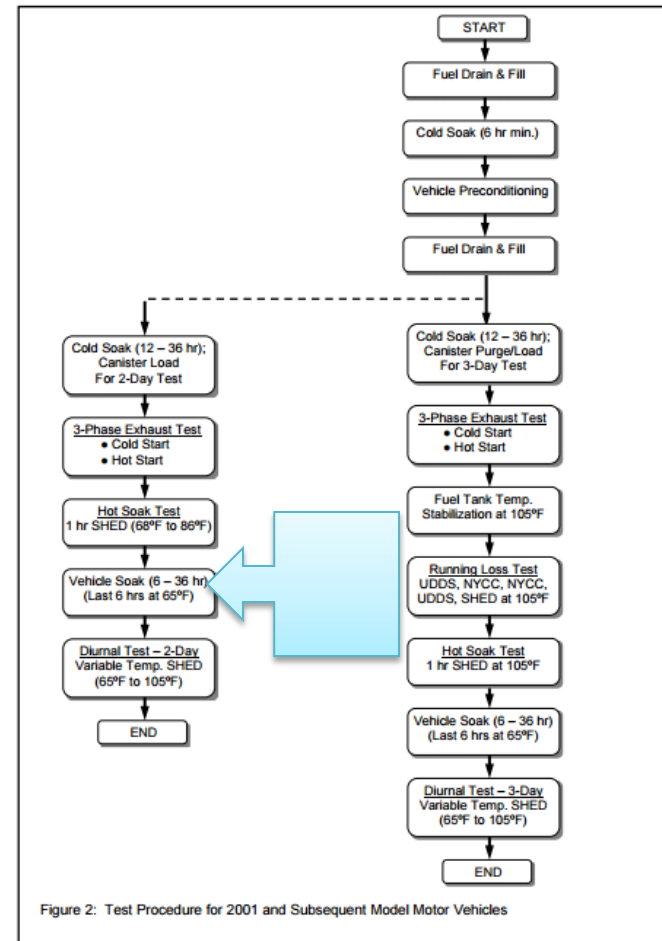 START
Fuel Drain & Fill
Cold Soak (6 hr min.)
Vehicle Preconditioning
Fuel Drain & Fill
Cold Soak (12 – 36 hr);
Canister Load
For 2-Day Test
3-Phase Exhaust Test
• Cold Start
• Hot Start
Hot Soak Test
1 hr SHED (68ºF to 86ºF)
Vehicle Soak (6 – 36 hr)
(Last 6 hrs at 65ºF)
Diurnal Test – 2-Day
Variable Temp. SHED
(65ºF to 105ºF)
END
Cold Soak (12 – 36 hr);
Canister Purge/Load
For 3-Day Test
3-Phase Exhaust Test
• Cold Start
• Hot Start
Fuel Tank Temp.
Stabilization at 105ºF
Running Loss Test
UDDS, NYCC, NYCC,
UDDS, SHED at 105ºF
Hot Soak Test
1 hr SHED at 105ºF
Vehicle Soak (6 – 36 hr)
(Last 6 hrs at 65ºF)
Diurnal Test – 3-Day
Variable Temp. SHED
(65ºF to 105ºF)
END
Figure 2: Test Procedure for 2001 and Subsequent Model Motor Vehicles